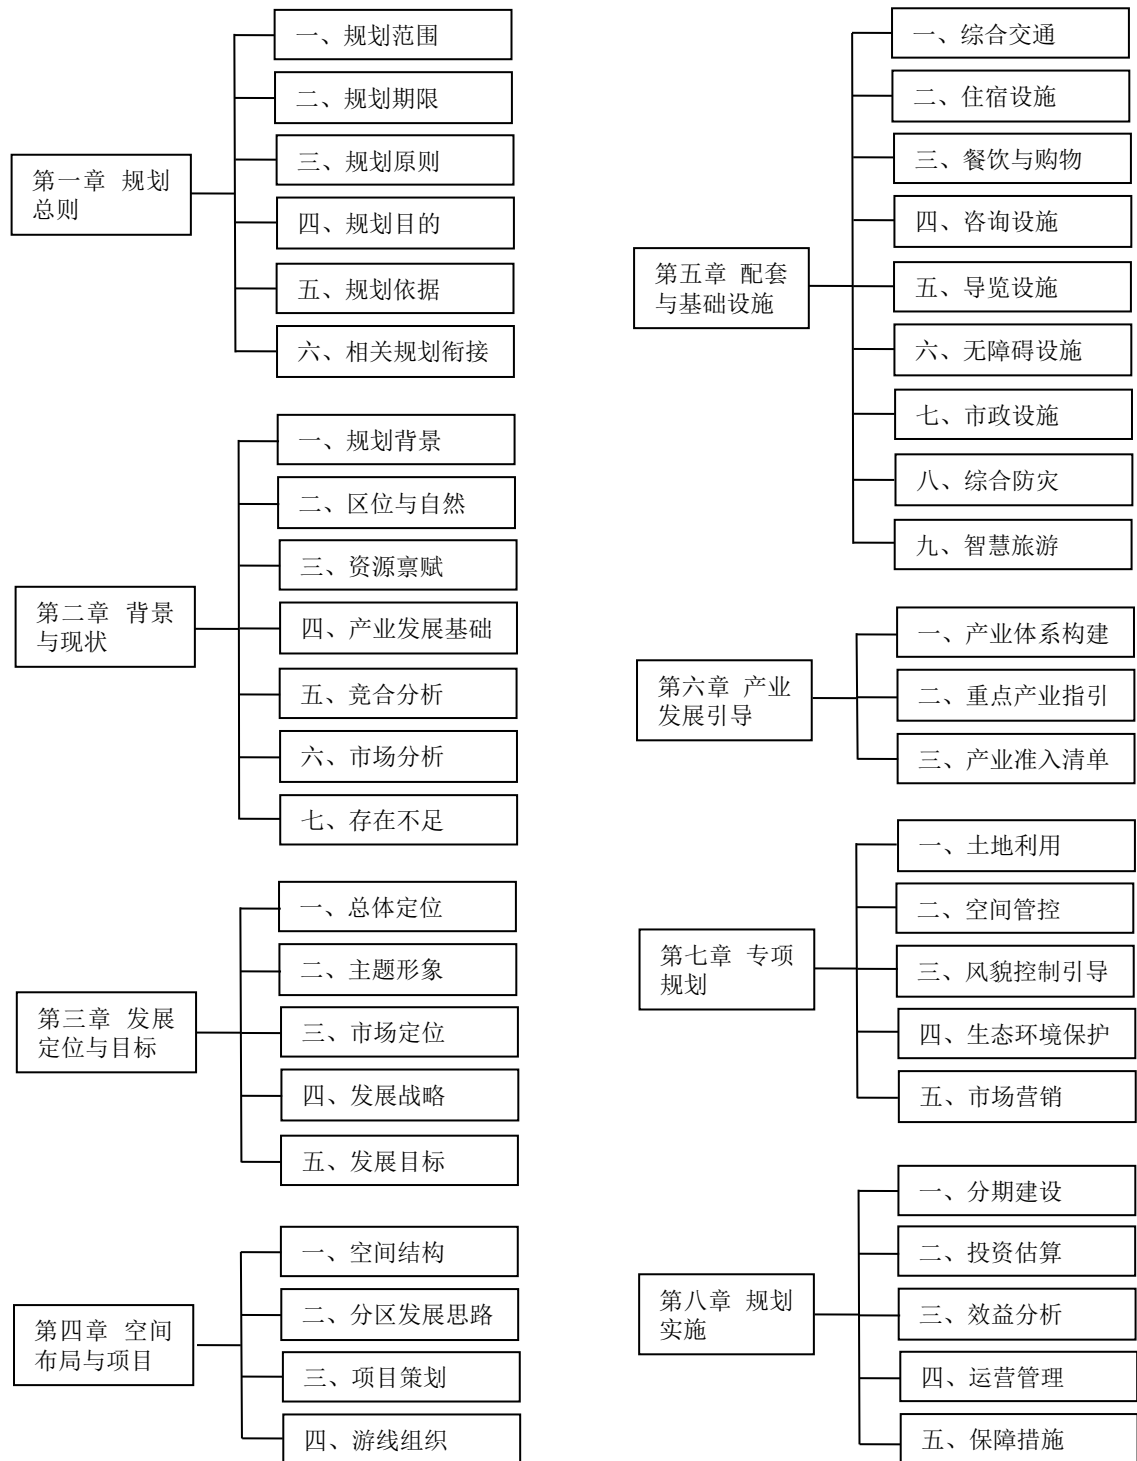 第一章 规划
总则
一、规划范围
二、规划期限
三、规划原则
四、规划目的
五、规划依据
六、相关规划衔接
第二章 背景
与现状
一、规划背景
二、区位与自然
三、资源禀赋
四、产业发展基础
五、竞合分析
六、市场分析
七、存在不足
第三章 发展
定位与目标
一、总体定位
二、主题形象
三、市场定位
四、发展战略
五、发展目标
第四章 空间
布局与项目
一、空间结构
二、分区发展思路
三、项目策划
四、游线组织
第五章 配套
与基础设施
一、综合交通
二、住宿设施
三、餐饮与购物
四、咨询设施
五、导览设施
六、无障碍设施
七、市政设施
八、综合防灾
九、智慧旅游
第六章 产业
发展引导
一、产业体系构建
二、重点产业指引
三、产业准入清单
第七章 专项
规划
一、土地利用
二、空间管控
三、风貌控制引导
四、生态环境保护
五、市场营销
第八章 规划
实施
一、分期建设
二、投资估算
三、效益分析
四、运营管理
五、保障措施